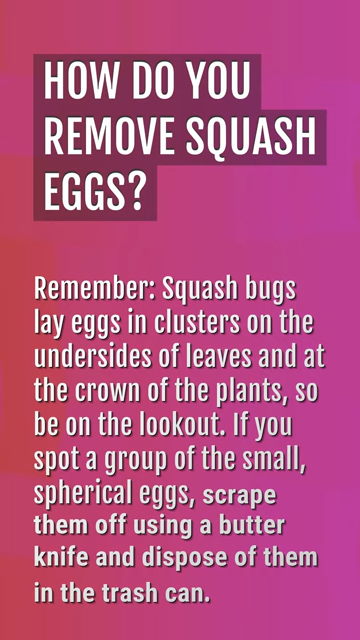 HOW DO YOU
REMOVE SQUASH
EGGS?
Remember: Squash bugs
lay eggs in clusters on the
undersides of leaves and at
the crown of the plants, so
be on the lookout. If you
spot a group of the small,
spherical eggs, scrape
them off using a butter
knife and dispose of them
in the trash can.